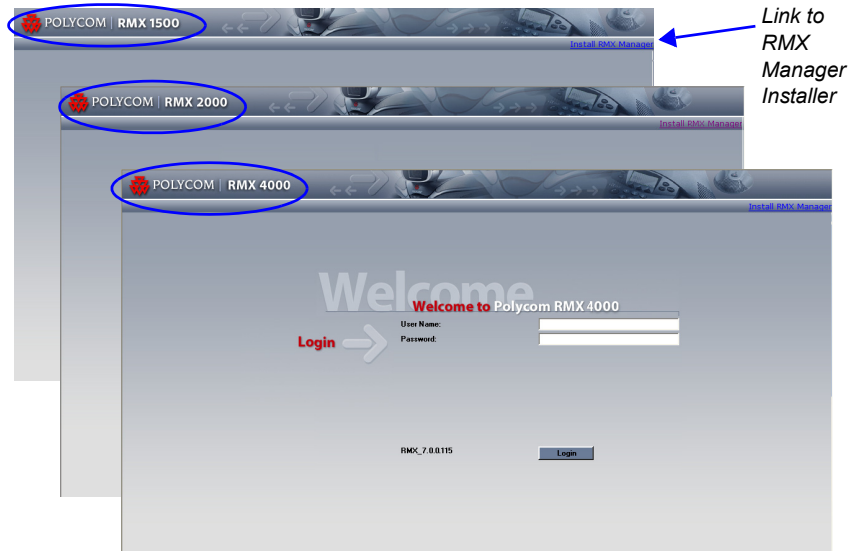 POLYCOM | RMX 1500
Install RMX Manager
Link to
RMX
Manager
Installer
POLYCOM | RMX 2000
Install RMX Manager
POLYCOM | RMX 4000
Install RMX Manager
Welcome
Welcome to Polycom RMX 4000
User Name:
Login
Password:
RMX_7.0.0.115
Login